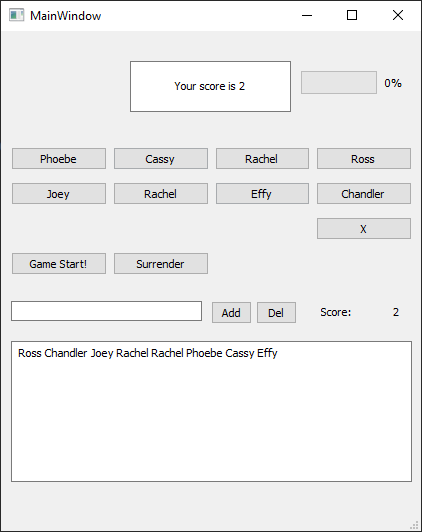 MainWindow
Your score is 2
0%
Phoebe Cassy Rachel Ross
Joey Rachel Effy Chandler
X
Game Start! Surrender
Add Del Score: 2
Ross Chandler Joey Rachel Rachel Phoebe Cassy Effy